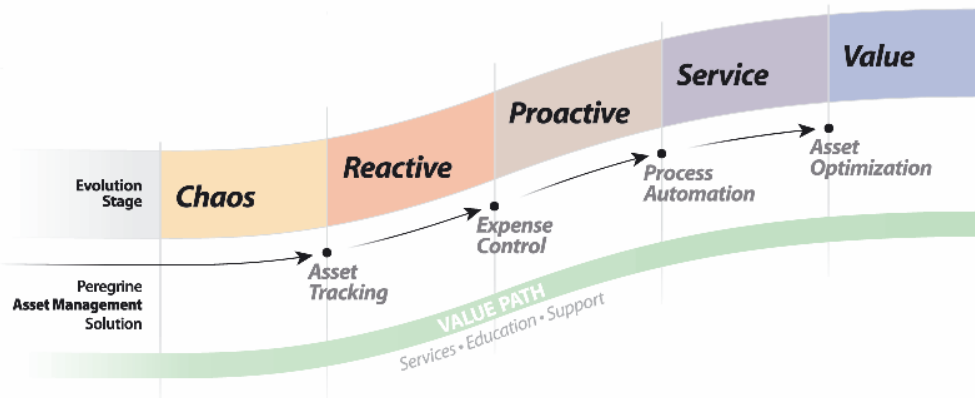 Evolution
Stage
Chaos
Reactive
Proactive
Service
Value
Peregrine
Asset Management
Solution
Asset
Tracking
Expense
Control
Process
Automation
Asset
Optimization
VALUE PATH
Services • Education • Support